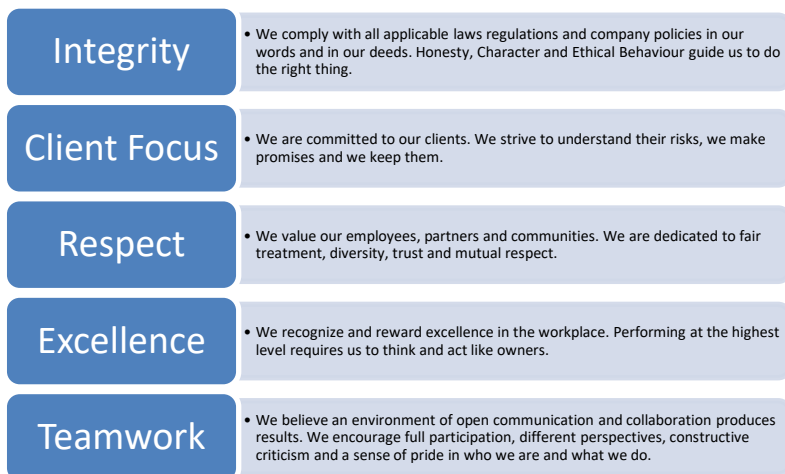 Integrity
• We comply with all applicable laws regulations and company policies in our
words and in our deeds. Honesty, Character and Ethical Behaviour guide us to do
the right thing.
Client Focus
• We are committed to our clients. We strive to understand their risks, we make
promises and we keep them.
Respect
• We value our employees, partners and communities. We are dedicated to fair
treatment, diversity, trust and mutual respect.
Excellence
• We recognize and reward excellence in the workplace. Performing at the highest
level requires us to think and act like owners.
Teamwork
• We believe an environment of open communication and collaboration produces
results. We encourage full participation, different perspectives, constructive
criticism and a sense of pride in who we are and what we do.